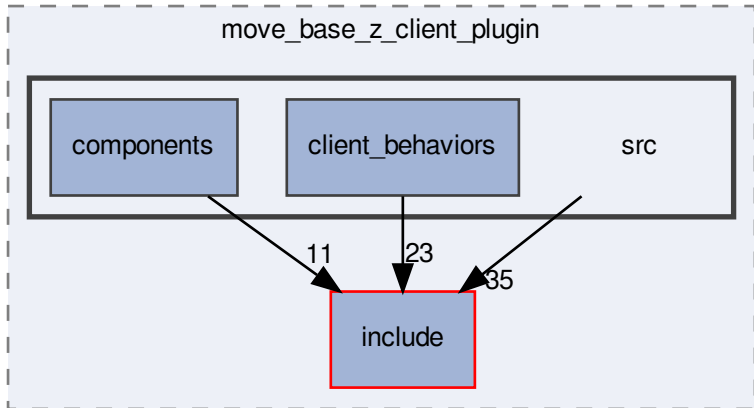 move_base_z_client_plugin
components
client_behaviors
src
11
23
35
include